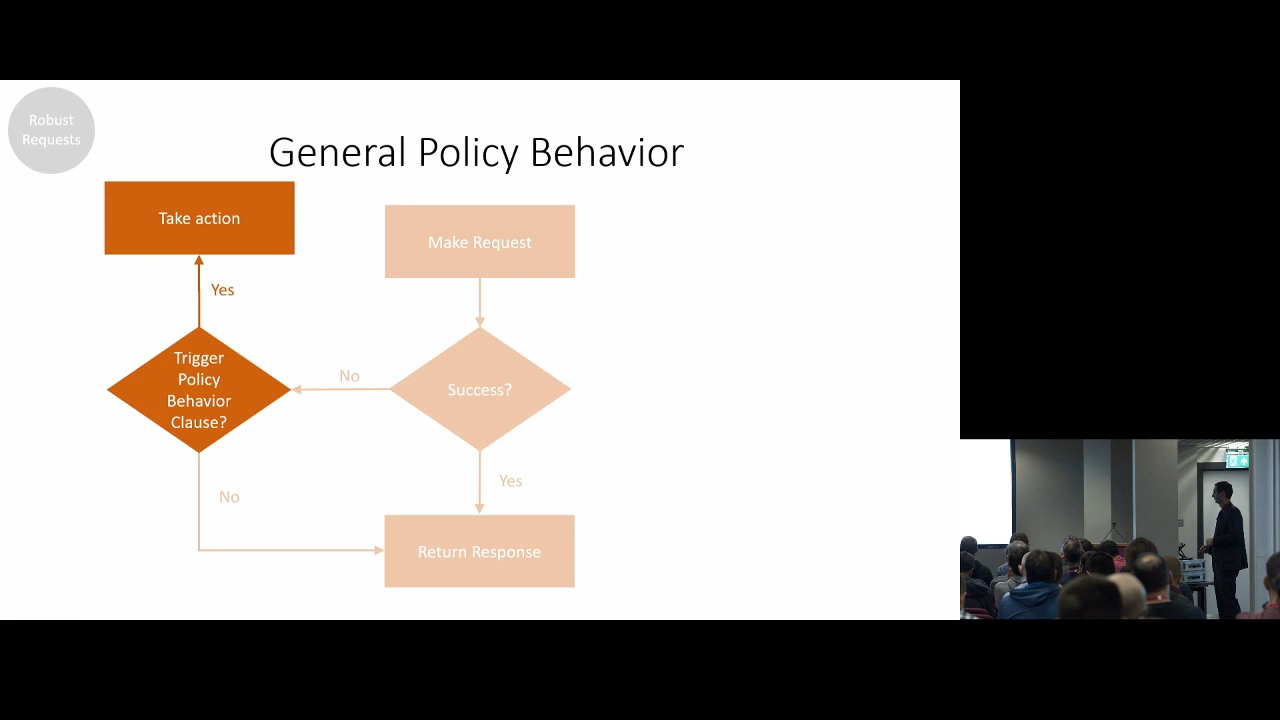 Robust
Requests
General Policy Behavior
Take action
Make Request
Yes
Trigger
Policy
Behavior
Clause?
No
Success?
No
Yes
Return Response